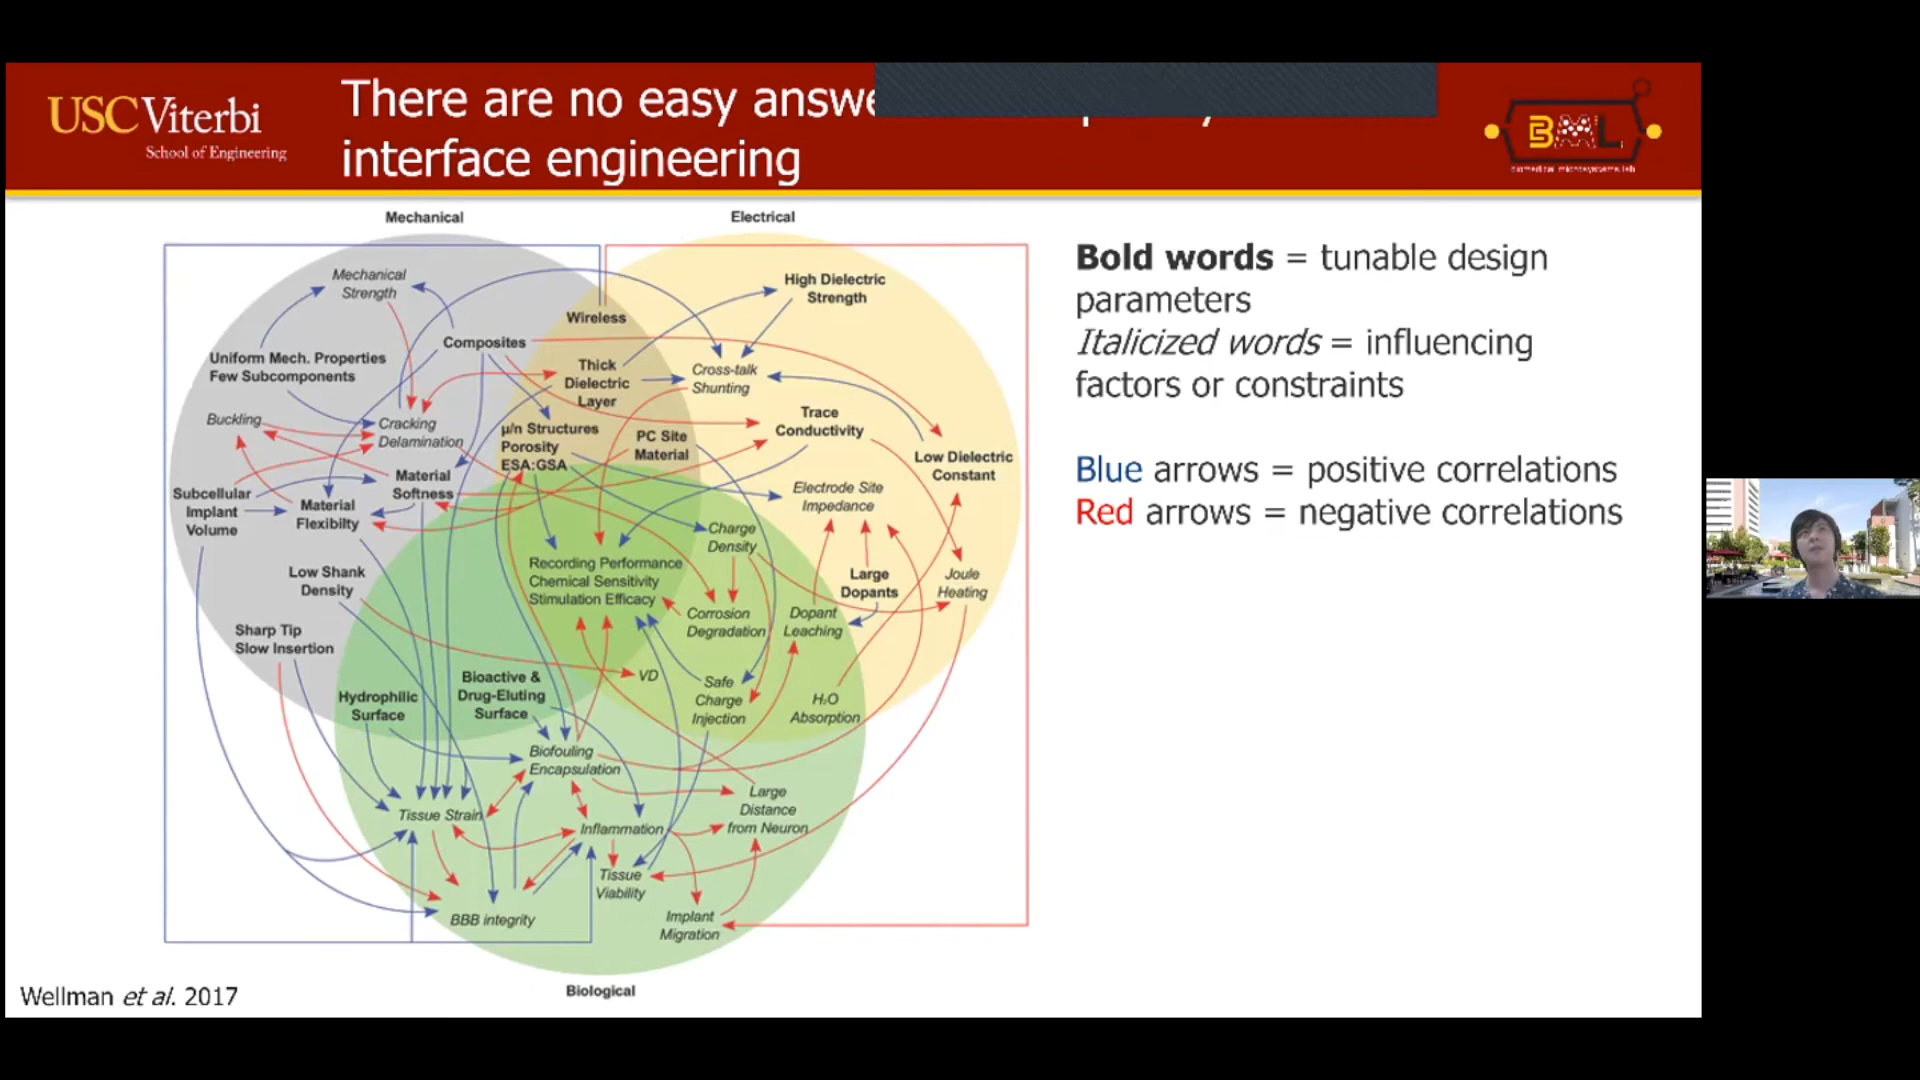 USC Viterbi
School of Engineering
There are no easy
interface engineering
BML
biomedical microsystems lab
Mechanical
Electrical
Mechanical
Strength
High Dielectric
Strength
Wireless
Composites
Uniform Mech. Properties
Few Subcomponents
Thick
Dielectric
Layer
Cross-talk
Shunting
Buckling
Cracking
Delamination
Trace
Conductivity
µ/n Structures
Porosity
ESA:GSA
PC Site
Material
Low Dielectric
Constant
Material
Softness
Subcellular
Implant
Volume
Material
Flexibilty
Electrode Site
Impedance
Charge
Density
Recording Performance
Chemical Sensitivity
Stimulation Efficacy
Low Shank
Density
Large
Dopants
Joule
Heating
Corrosion
Degradation
Dopant
Leaching
Sharp Tip
Slow Insertion
VD
Bioactive &
Drug-Eluting
Surface
Hydrophilic
Surface
Safe
Charge
Injection
H₂O
Absorption
Biofouling
Encapsulation
Large
Distance
from Neuron
Tissue Strain
Inflammation
Tissue
Viability
BBB integrity
Implant
Migration
Biological
Wellman et al. 2017
Bold words = tunable design
parameters
Italicized words = influencing
factors or constraints
Blue arrows = positive correlations
Red arrows = negative correlations